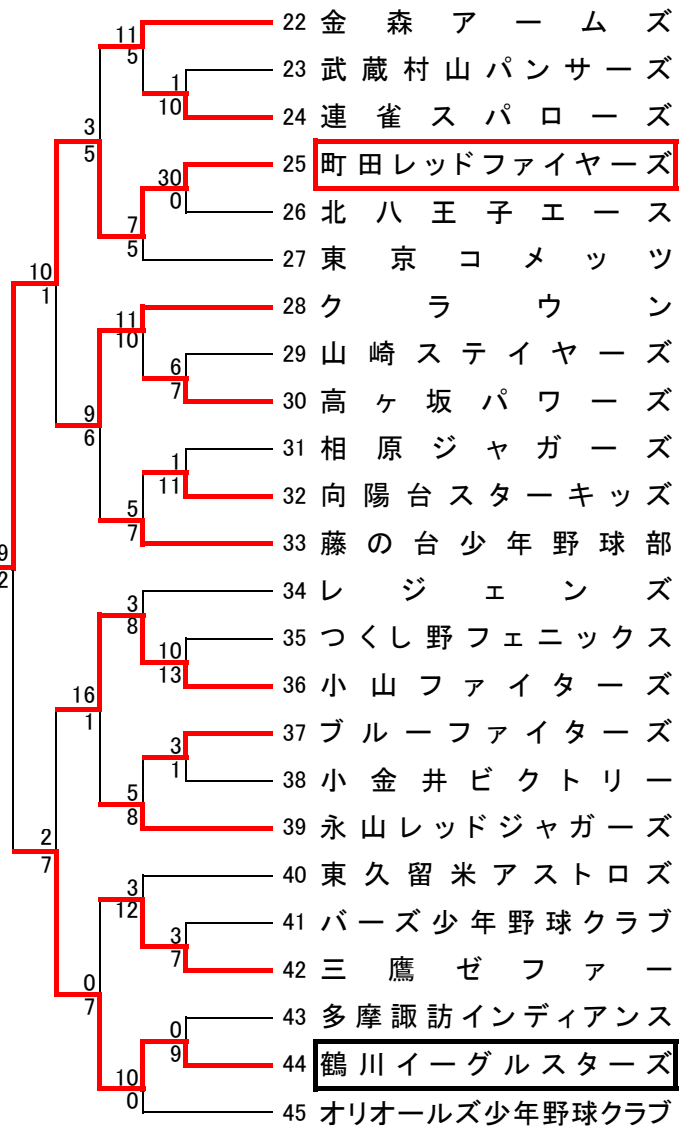 11
22 金森アームズ
5
23 武蔵村山パンサーズ
1
10
24 連雀スパローズ
3
5
25 町田レッドファイヤーズ
30
0
26 北八王子エース
7
5
27 東京コメッツ
10
1
28 クラウン
11
10
29 山崎ステイヤーズ
6
7
30 高ヶ坂パワーズ
9
6
31 相原ジャガーズ
1
11
32 向陽台スターキッズ
5
7
33 藤の台少年野球部
9
2
34 レジェンズ
3
8
35 つくし野フェニックス
10
13
36 小山ファイターズ
16
1
37 ブルーファイターズ
3
1
38 小金井ビクトリー
5
8
39 永山レッドジャガーズ
2
7
40 東久留米アストロズ
3
12
41 バーズ少年野球クラブ
3
7
42 三鷹ゼファー
0
7
43 多摩諏訪インディアンス
0
9
44 鶴川イーグルスターズ
10
0
45 オリオールズ少年野球クラブ